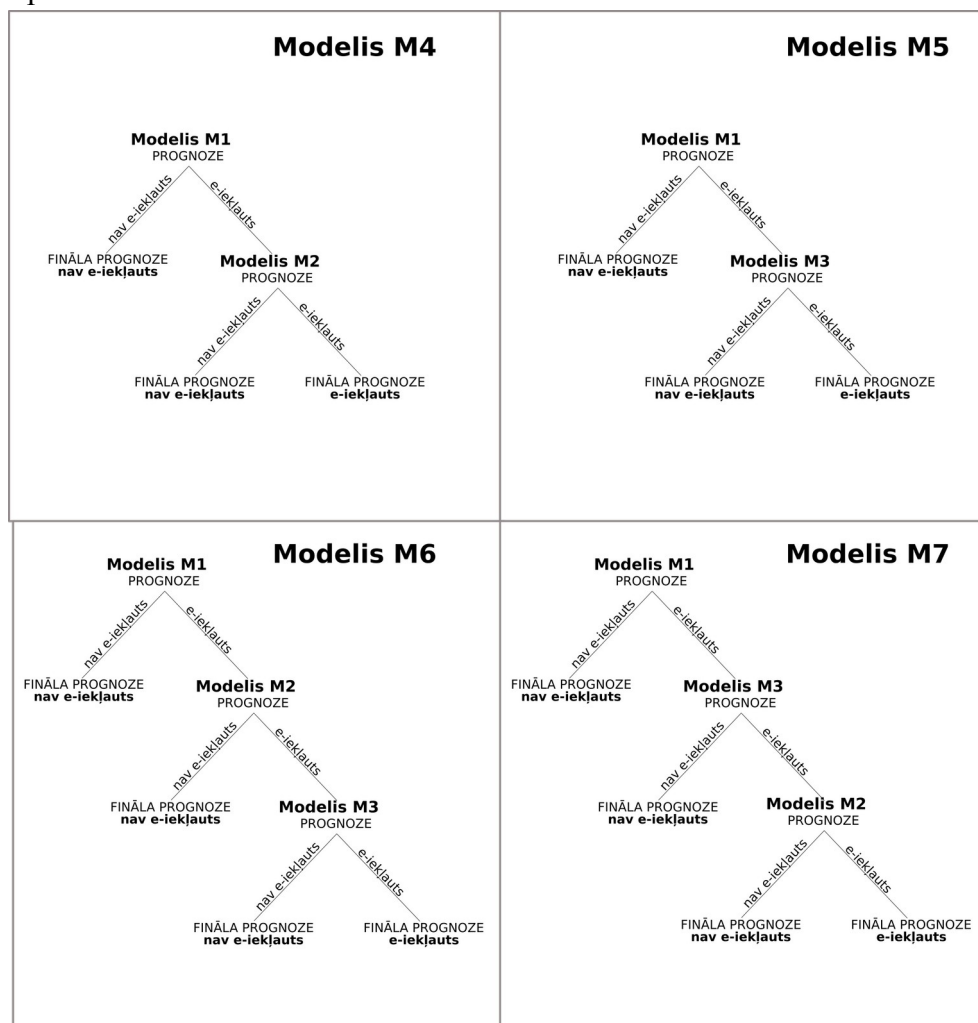 Modelis M4
Modelis M1
PROGNOZE
nav e-iekļauts
e-iekļauts
FINĀLA PROGNOZE
nav e-iekļauts
Modelis M2
PROGNOZE
nav e-iekļauts
e-iekļauts
FINĀLA PROGNOZE
nav e-iekļauts
FINĀLA PROGNOZE
e-iekļauts
Modelis M5
Modelis M1
PROGNOZE
nav e-iekļauts
e-iekļauts
FINĀLA PROGNOZE
nav e-iekļauts
Modelis M3
PROGNOZE
nav e-iekļauts
e-iekļauts
FINĀLA PROGNOZE
nav e-iekļauts
FINĀLA PROGNOZE
e-iekļauts
Modelis M6
Modelis M1
PROGNOZE
nav e-iekļauts
e-iekļauts
FINĀLA PROGNOZE
nav e-iekļauts
Modelis M2
PROGNOZE
nav e-iekļauts
e-iekļauts
FINĀLA PROGNOZE
nav e-iekļauts
Modelis M3
PROGNOZE
nav e-iekļauts
e-iekļauts
FINĀLA PROGNOZE
nav e-iekļauts
FINĀLA PROGNOZE
e-iekļauts
Modelis M7
Modelis M1
PROGNOZE
nav e-iekļauts
e-iekļauts
FINĀLA PROGNOZE
nav e-iekļauts
Modelis M3
PROGNOZE
nav e-iekļauts
e-iekļauts
FINĀLA PROGNOZE
nav e-iekļauts
Modelis M2
PROGNOZE
nav e-iekļauts
e-iekļauts
FINĀLA PROGNOZE
nav e-iekļauts
FINĀLA PROGNOZE
e-iekļauts